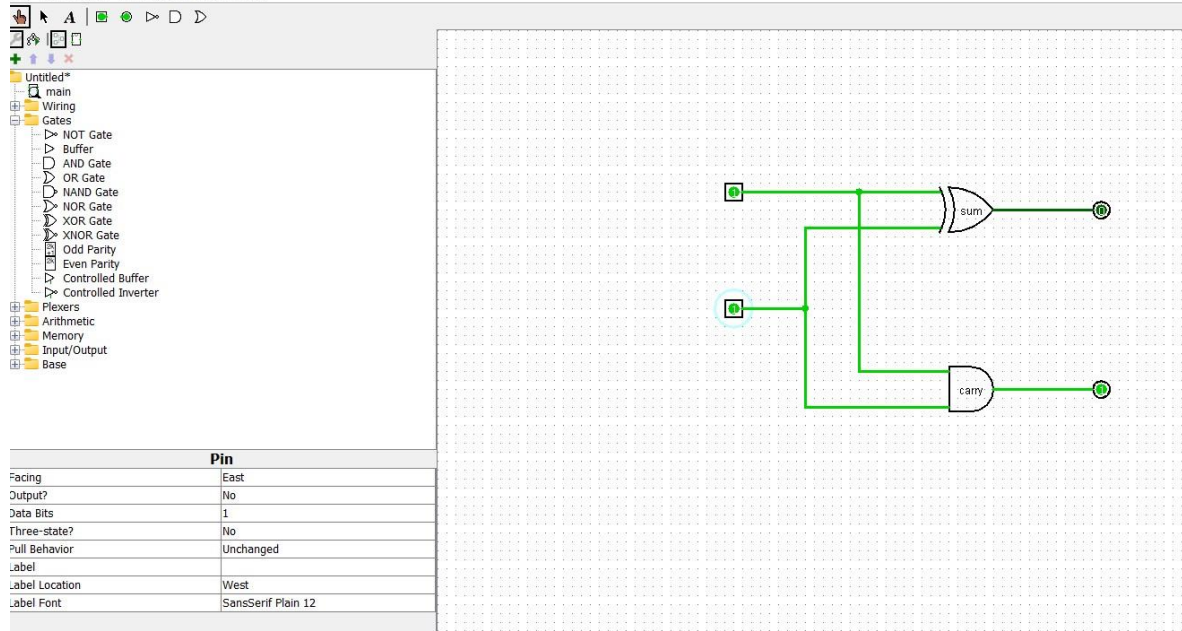 A
Untitled*
main
Wiring
Gates
NOT Gate
Buffer
AND Gate
OR Gate
NAND Gate
NOR Gate
XOR Gate
XNOR Gate
Odd Parity
Even Parity
Controlled Buffer
Controlled Inverter
Plexers
Arithmetic
Memory
Input/Output
Base
Pin
Facing East
Output? No
Data Bits 1
Three-state? No
Pull Behavior Unchanged
Label
Label Location West
Label Font SansSerif Plain 12
1
sum
0
1
carry
1